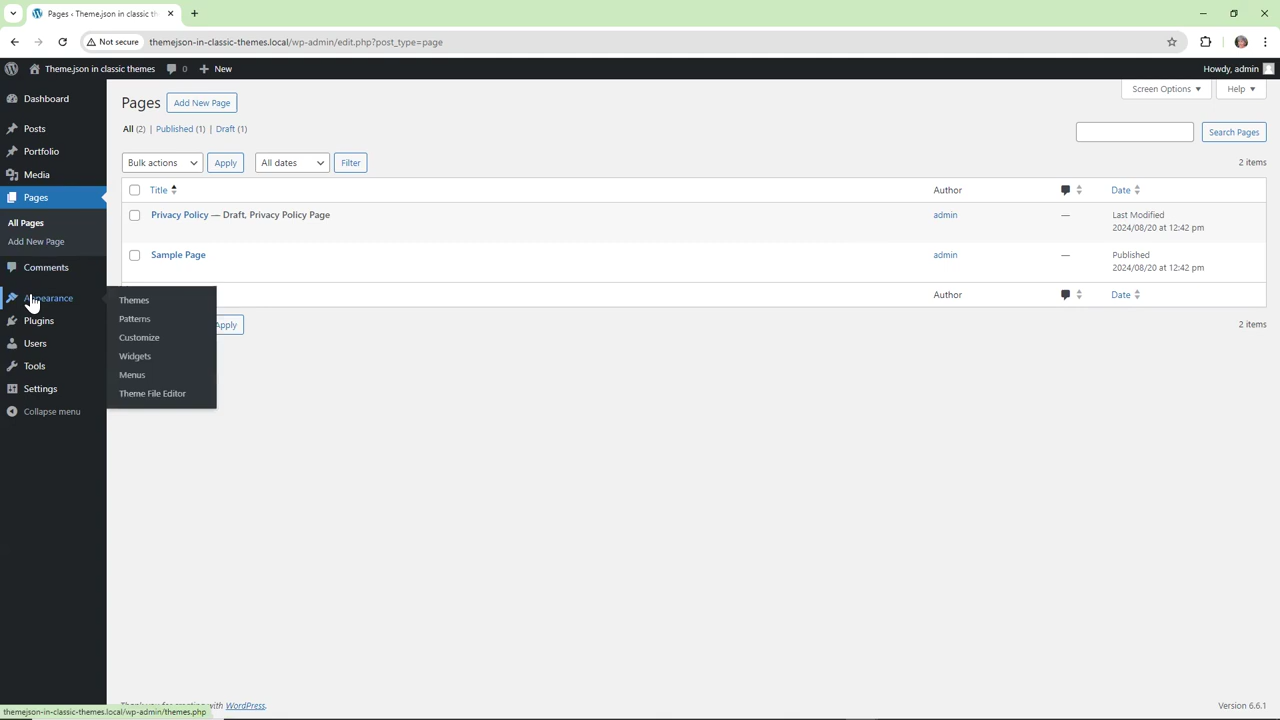 Pages ‹ Theme.json in classic th
Not secure
themejson-in-classic-themes.local/wp-admin/edit.php?post_type=page
Theme.json in classic themes
0
New
Howdy, admin
Dashboard
Posts
Portfolio
Media
Pages
All Pages
Add New Page
Comments
Appearance
Plugins
Users
Tools
Settings
Collapse menu
Themes
Patterns
Customize
Widgets
Menus
Theme File Editor
Pages
Add New Page
Screen Options
Help
All (2) | Published (1) | Draft (1)
Search Pages
Bulk actions
Apply
All dates
Filter
2 items
Title
Author
Date
Privacy Policy — Draft, Privacy Policy Page
admin
—
Last Modified
2024/08/20 at 12:42 pm
Sample Page
admin
—
Published
2024/08/20 at 12:42 pm
Author
Date
Apply
2 items
Thank you for creating with WordPress.
Version 6.6.1
themejson-in-classic-themes.local/wp-admin/themes.php